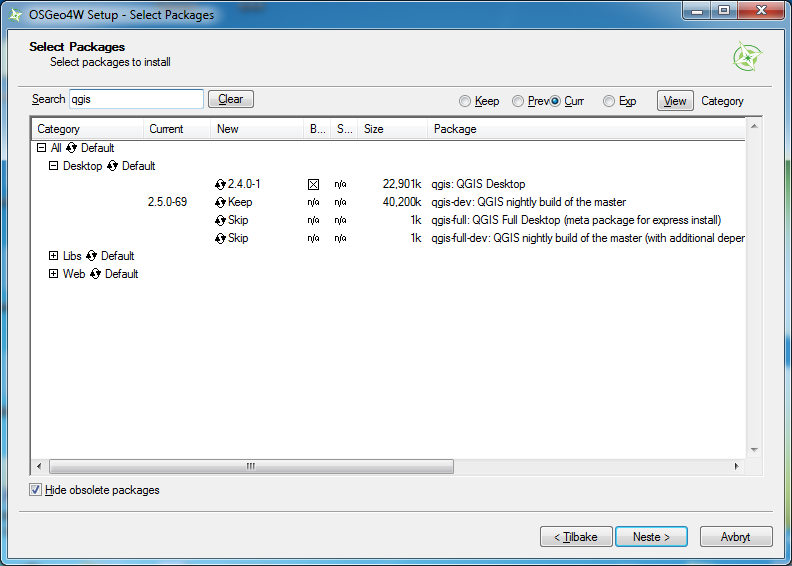 OSGeo4W Setup - Select Packages
Select Packages
Select packages to install
Search qgis Clear Keep Prev Curr Exp View Category
Category Current New B... S... Size Package
All Default
Desktop Default
2.4.0-1 n/a 22,901k qgis: QGIS Desktop
2.5.0-69 Keep n/a n/a 40,200k qgis-dev: QGIS nightly build of the master
Skip n/a n/a 1k qgis-full: QGIS Full Desktop (meta package for express install)
Skip n/a n/a 1k qgis-full-dev: QGIS nightly build of the master (with additional deper
Libs Default
Web Default
Hide obsolete packages
< Tilbake Neste > Avbryt